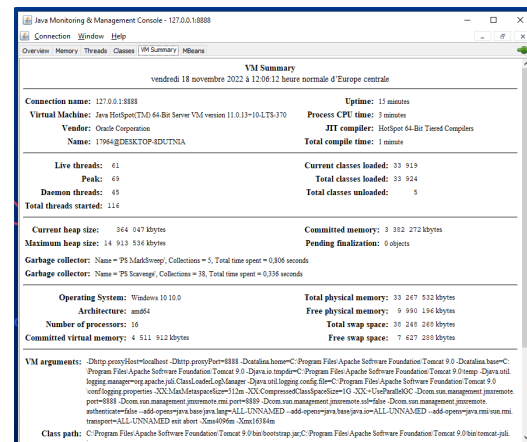 Java Monitoring & Management Console - 127.0.0.1:8888
Connection Window Help
Overview Memory Threads Classes VM Summary MBeans
VM Summary
vendredi 18 novembre 2022 à 12:06:12 heure normale d'Europe centrale
Connection name: 127.0.0.1:8888
Uptime: 15 minutes
Virtual Machine: Java HotSpot(TM) 64-Bit Server VM version 11.0.13+10-LTS-370
Process CPU time: 3 minutes
Vendor: Oracle Corporation
JIT compiler: HotSpot 64-Bit Tiered Compilers
Name: 17964@DESKTOP-8DUTNIA
Total compile time: 1 minute
Live threads: 61
Current classes loaded: 33 919
Peak: 69
Total classes loaded: 33 924
Daemon threads: 45
Total classes unloaded: 5
Total threads started: 116
Current heap size: 364 047 kbytes
Committed memory: 3 382 272 kbytes
Maximum heap size: 14 913 536 kbytes
Pending finalization: 0 objects
Garbage collector: Name = 'PS MarkSweep', Collections = 5, Total time spent = 0,806 seconds
Garbage collector: Name = 'PS Scavenge', Collections = 38, Total time spent = 0,336 seconds
Operating System: Windows 10 10.0
Total physical memory: 33 267 532 kbytes
Architecture: amd64
Free physical memory: 9 990 196 kbytes
Number of processors: 16
Total swap space: 38 248 268 kbytes
Committed virtual memory: 4 511 912 kbytes
Free swap space: 7 627 288 kbytes
VM arguments: -Dhttp.proxyHost=localhost -Dhttp.proxyPort=8888 -Dcatalina.home=C:\Program Files\Apache Software Foundation\Tomcat 9.0 -Dcatalina.base=C:
\Program Files\Apache Software Foundation\Tomcat 9.0 -Djava.io.tmpdir=C:\Program Files\Apache Software Foundation\Tomcat 9.0\temp -Djava.util.
logging.manager=org.apache.juli.ClassLoaderLogManager -Djava.util.logging.config.file=C:\Program Files\Apache Software Foundation\Tomcat 9.0
\conf\logging.properties -XX:MaxMetaspaceSize=512m -XX:CompressedClassSpaceSize=1G -XX:+UseParallelGC -Dcom.sun.management.jmxremote.
port=8888 -Dcom.sun.management.jmxremote.rmi.port=8889 -Dcom.sun.management.jmxremote.ssl=false -Dcom.sun.management.jmxremote.
authenticate=false --add-opens=java.base/java.lang=ALL-UNNAMED --add-opens=java.base/java.io=ALL-UNNAMED --add-opens=java.rmi/sun.rmi.
transport=ALL-UNNAMED exit abort -Xms4096m -Xmx16384m
Class path: C:\Program Files\Apache Software Foundation\Tomcat 9.0\bin\bootstrap.jar;C:\Program Files\Apache Software Foundation\Tomcat 9.0\bin\tomcat-juli.